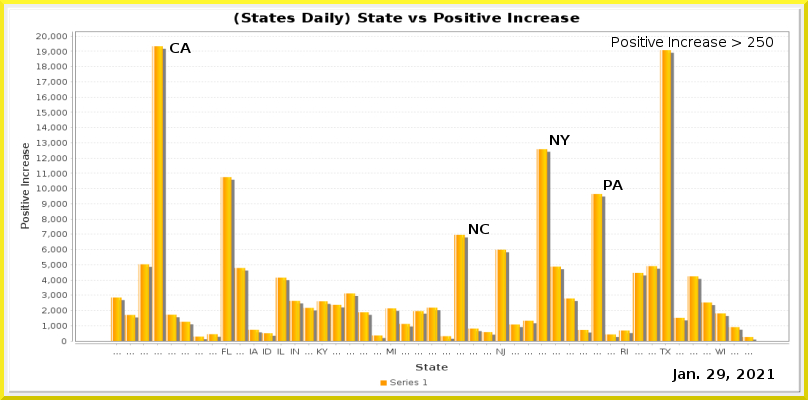 (States Daily) State vs Positive Increase
Positive Increase > 250
20,000
19,000
18,000
17,000
16,000
15,000
14,000
13,000
12,000
11,000
10,000
9,000
8,000
7,000
6,000
5,000
4,000
3,000
2,000
1,000
0
Positive Increase
CA
NC
NY
PA
... ... ... ... ... ... ... ... FL ... IA ID IL IN ... KY ... ... ... ... MI ... ... ... ... ... ... ... NJ ... ... ... ... ... ... ... ... RI ... ... TX ... ... ... WI ... ...
State
Series 1
Jan. 29, 2021